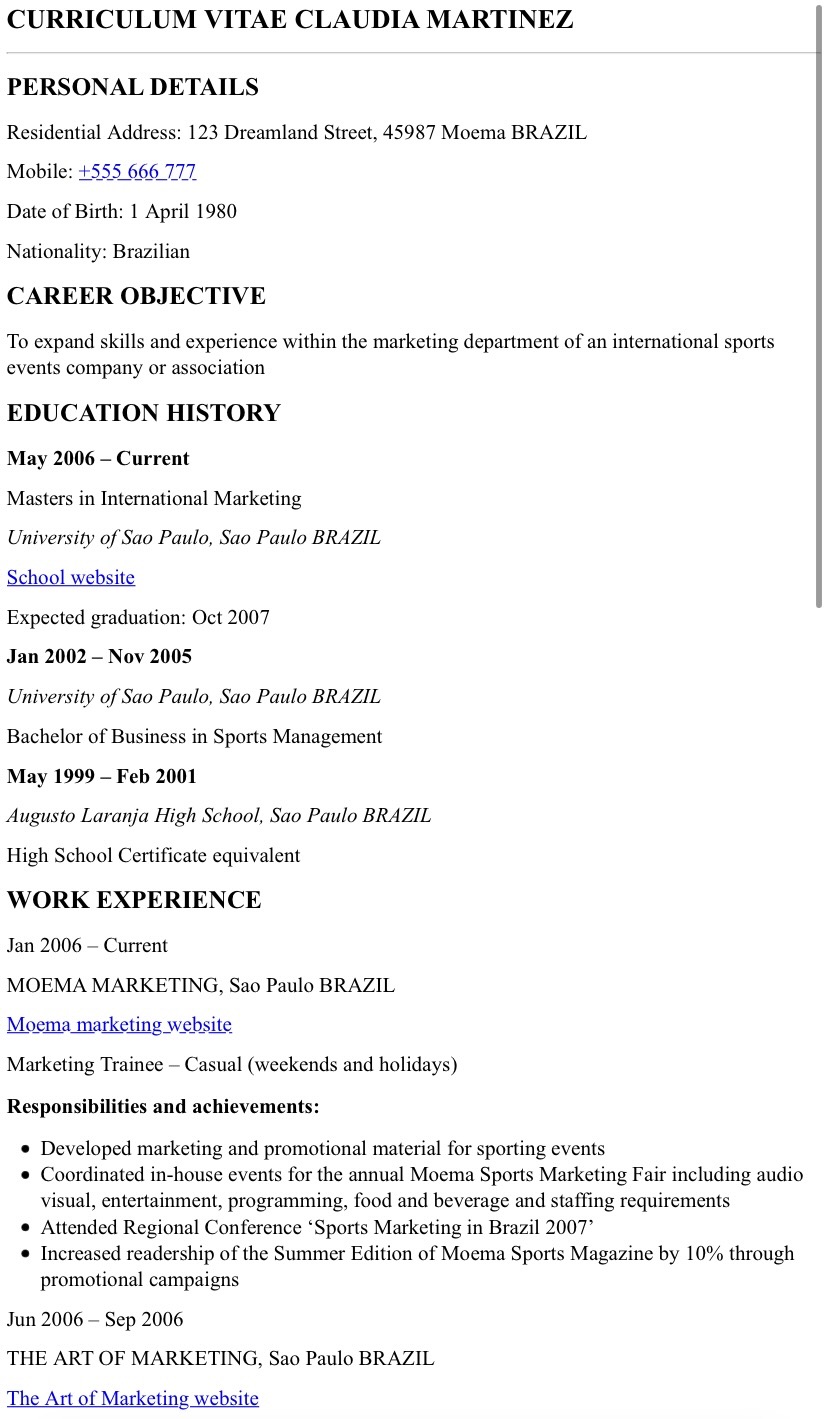 CURRICULUM VITAE CLAUDIA MARTINEZ
PERSONAL DETAILS
Residential Address: 123 Dreamland Street, 45987 Moema BRAZIL
Mobile: +555 666 777
Date of Birth: 1 April 1980
Nationality: Brazilian
CAREER OBJECTIVE
To expand skills and experience within the marketing department of an international sports
events company or association
EDUCATION HISTORY
May 2006 – Current
Masters in International Marketing
University of Sao Paulo, Sao Paulo BRAZIL
School website
Expected graduation: Oct 2007
Jan 2002 – Nov 2005
University of Sao Paulo, Sao Paulo BRAZIL
Bachelor of Business in Sports Management
May 1999 – Feb 2001
Augusto Laranja High School, Sao Paulo BRAZIL
High School Certificate equivalent
WORK EXPERIENCE
Jan 2006 – Current
MOEMA MARKETING, Sao Paulo BRAZIL
Moema marketing website
Marketing Trainee – Casual (weekends and holidays)
Responsibilities and achievements:
• Developed marketing and promotional material for sporting events
• Coordinated in-house events for the annual Moema Sports Marketing Fair including audio
visual, entertainment, programming, food and beverage and staffing requirements
• Attended Regional Conference ‘Sports Marketing in Brazil 2007’
• Increased readership of the Summer Edition of Moema Sports Magazine by 10% through
promotional campaigns
Jun 2006 – Sep 2006
THE ART OF MARKETING, Sao Paulo BRAZIL
The Art of Marketing website